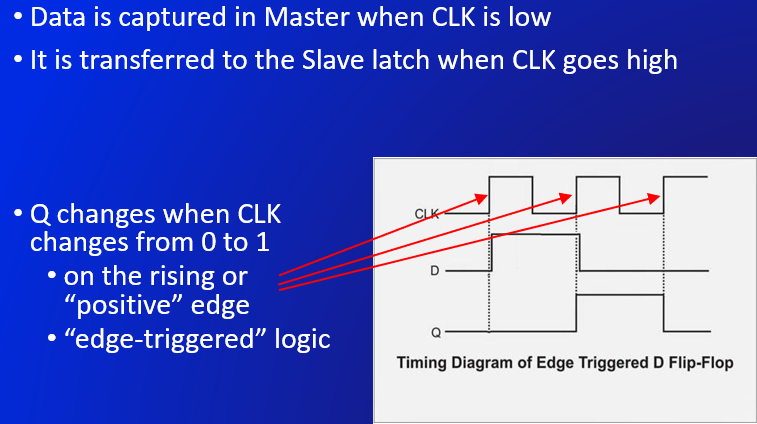 • Data is captured in Master when CLK is low
• It is transferred to the Slave latch when CLK goes high
• Q changes when CLK
changes from 0 to 1
• on the rising or
“positive” edge
• “edge-triggered” logic
CLK
D
Q
Timing Diagram of Edge Triggered D Flip-Flop